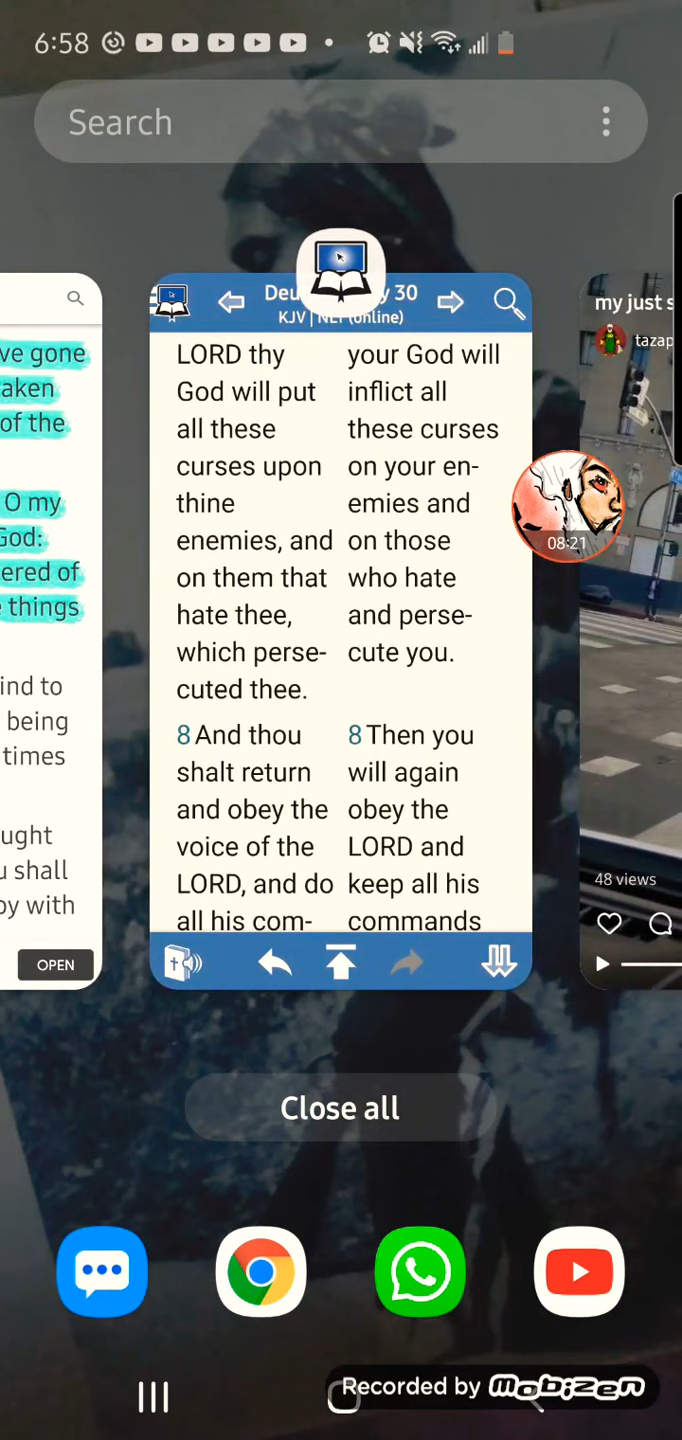 6:58
Search
ve gone
aken
of the
O my
God:
ered of
things
ind to
being
times
ught
u shall
by with
OPEN
Deu
y 30
KJV | NET (online)
LORD thy
God will put
all these
curses upon
thine
enemies, and
on them that
hate thee,
which perse-
cuted thee.
8 And thou
shalt return
and obey the
voice of the
LORD, and do
all his com-
your God will
inflict all
these curses
on your en-
emies and
on those
who hate
and perse-
cute you.
8 Then you
will again
obey the
LORD and
keep all his
commands
my just s
tazap
08:21
48 views
Close all
Recorded by MOBIZEN